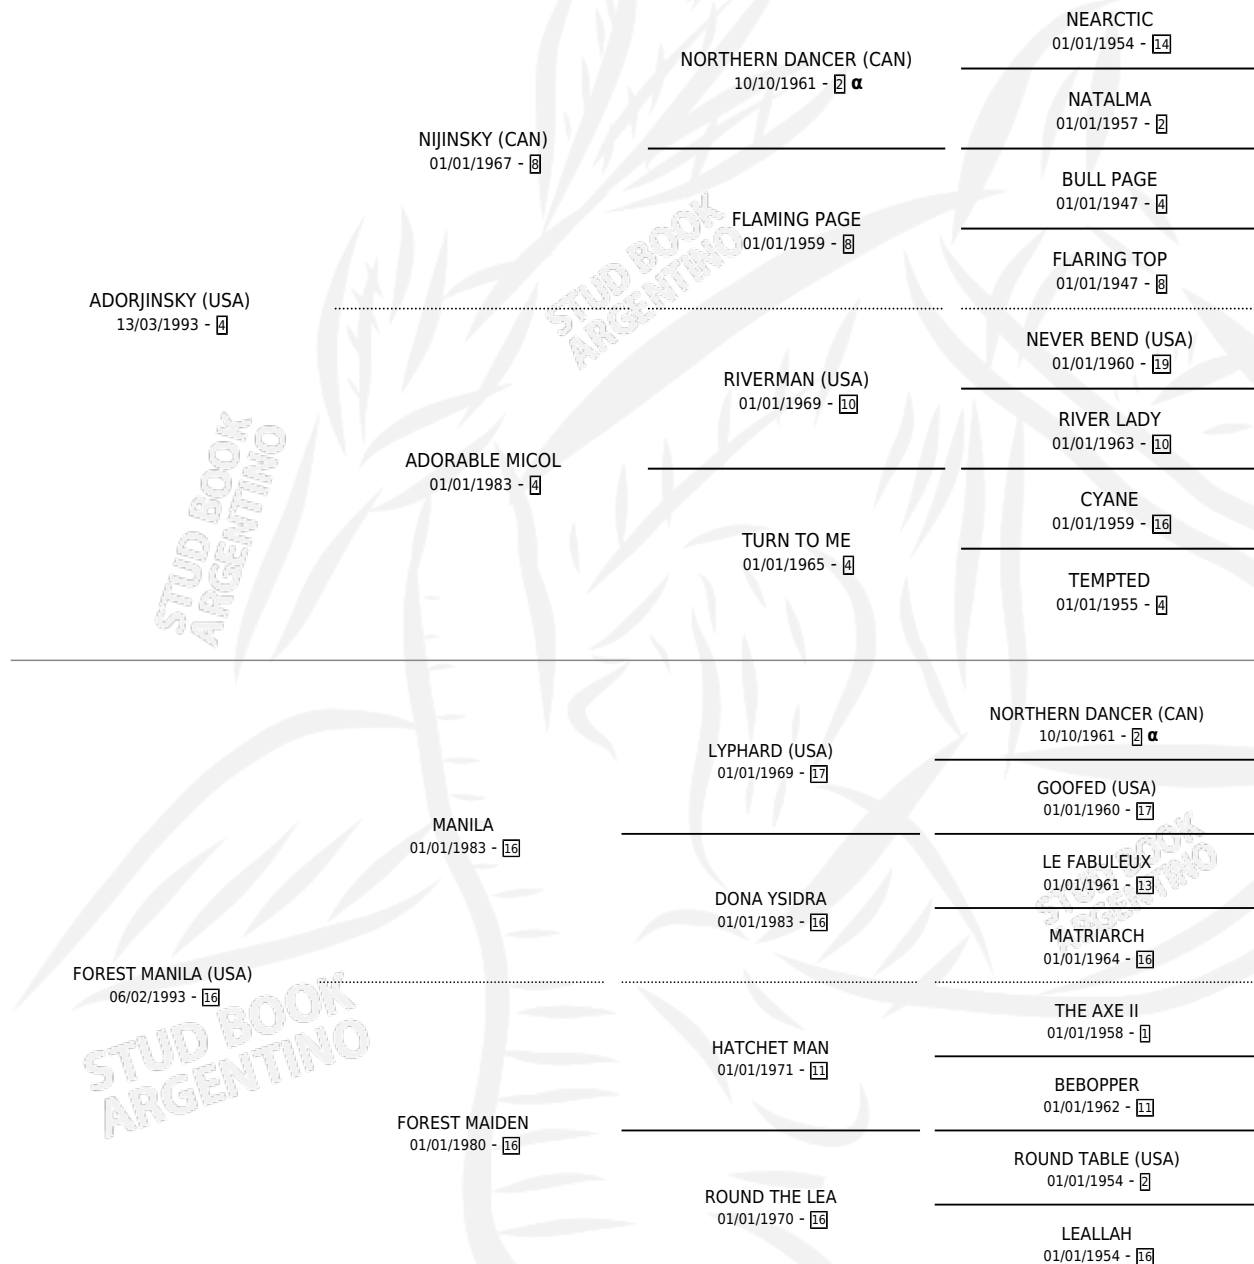 NEARCTIC
01/01/1954 - 14
NORTHERN DANCER (CAN)
10/10/1961 - 2 α
NATALMA
01/01/1957 - 2
NIJINSKY (CAN)
01/01/1967 - 8
BULL PAGE
01/01/1947 - 4
FLAMING PAGE
01/01/1959 - 8
FLARING TOP
01/01/1947 - 8
ADORJINSKY (USA)
13/03/1993 - 4
NEVER BEND (USA)
01/01/1960 - 19
RIVERMAN (USA)
01/01/1969 - 10
RIVER LADY
01/01/1963 - 10
ADORABLE MICOL
01/01/1983 - 4
CYANE
01/01/1959 - 16
TURN TO ME
01/01/1965 - 4
TEMPTED
01/01/1955 - 4
NORTHERN DANCER (CAN)
10/10/1961 - 2 α
LYPHARD (USA)
01/01/1969 - 17
GOOFED (USA)
01/01/1960 - 17
MANILA
01/01/1983 - 16
LE FABULEUX
01/01/1961 - 13
DONA YSIDRA
01/01/1983 - 16
MATRIARCH
01/01/1964 - 16
FOREST MANILA (USA)
06/02/1993 - 16
THE AXE II
01/01/1958 - 1
HATCHET MAN
01/01/1971 - 11
BEBOPPER
01/01/1962 - 11
FOREST MAIDEN
01/01/1980 - 16
ROUND TABLE (USA)
01/01/1954 - 2
ROUND THE LEA
01/01/1970 - 16
LEALLAH
01/01/1954 - 16
STUD BOOK
ARGENTINO
STUD BOOK
ARGENTINO
STUD BOOK
ARGENTINO
STUD BOOK
ARGENTINO